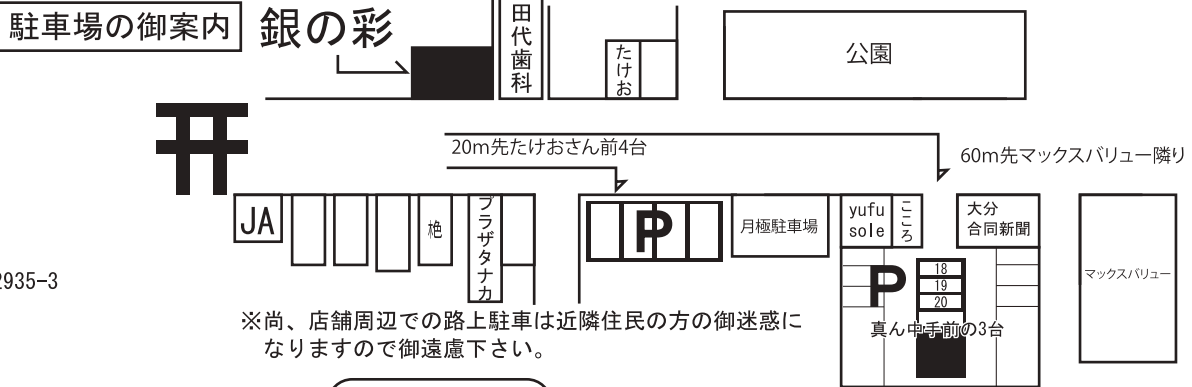 駐車場の御案内
銀の彩
田代歯科
たけお
公園
20m先たけおさん前4台
60m先マックスバリュー隣り
JA
栬
プラザタナカ
P
月極駐車場
yufu
sole
こころ
大分
合同新聞
マックスバリュー
P
18
19
20
真ん中手前の3台
2935-3
※尚、店舗周辺での路上駐車は近隣住民の方の御迷惑に
なりますので御遠慮下さい。